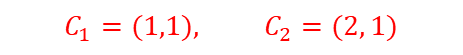 C₁ = (1,1), C₂ = (2, 1)